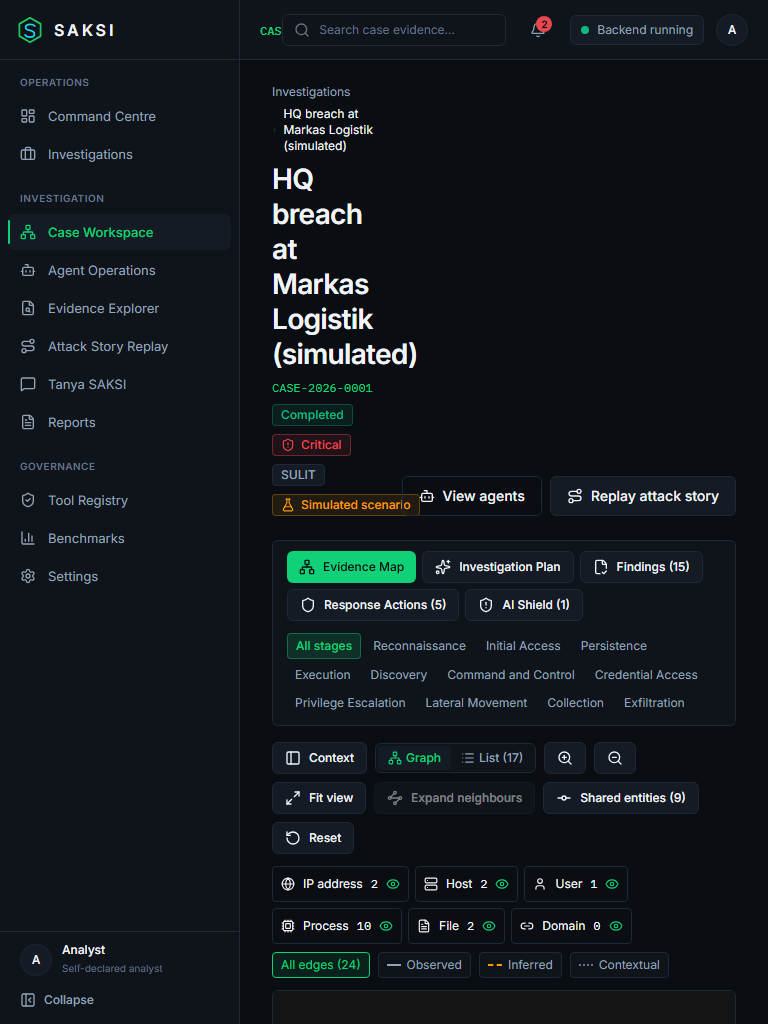 SAKSI
CAS
Search case evidence...
2
Backend running
A
OPERATIONS
Command Centre
Investigations
INVESTIGATION
Case Workspace
Agent Operations
Evidence Explorer
Attack Story Replay
Tanya SAKSI
Reports
GOVERNANCE
Tool Registry
Benchmarks
Settings
A
Analyst
Self-declared analyst
Collapse
Investigations
HQ breach at
Markas Logistik
(simulated)
HQ
breach
at
Markas
Logistik
(simulated)
CASE-2026-0001
Completed
Critical
SULIT
Simulated scenario
View agents
Replay attack story
Evidence Map
Investigation Plan
Findings (15)
Response Actions (5)
AI Shield (1)
All stages
Reconnaissance
Initial Access
Persistence
Execution
Discovery
Command and Control
Credential Access
Privilege Escalation
Lateral Movement
Collection
Exfiltration
Context
Graph
List (17)
Fit view
Expand neighbours
Shared entities (9)
Reset
IP address 2
Host 2
User 1
Process 10
File 2
Domain 0
All edges (24)
Observed
Inferred
Contextual